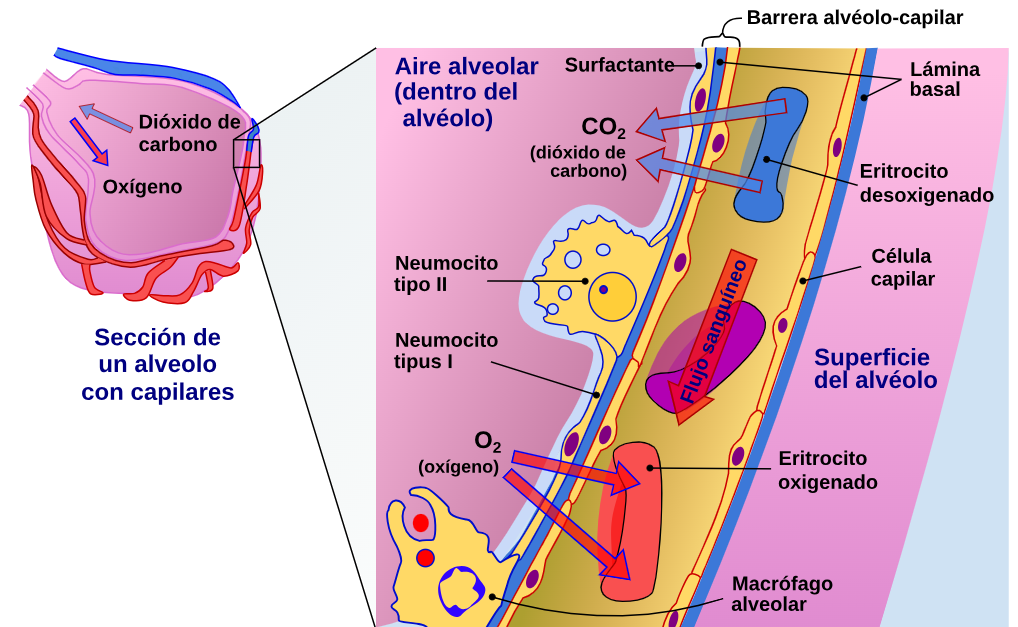 Barrera alvéolo-capilar
Aire alveolar
(dentro del
alvéolo)
Surfactante
Lámina
basal
Dióxido de
carbono
CO2
(dióxido de
carbono)
Oxígeno
Eritrocito
desoxigenado
Neumocito
tipo II
Célula
capilar
Flujo sanguíneo
Sección de
un alveolo
con capilares
Neumocito
tipus I
Superficie
del alvéolo
O2
(oxígeno)
Eritrocito
oxigenado
Macrófago
alveolar